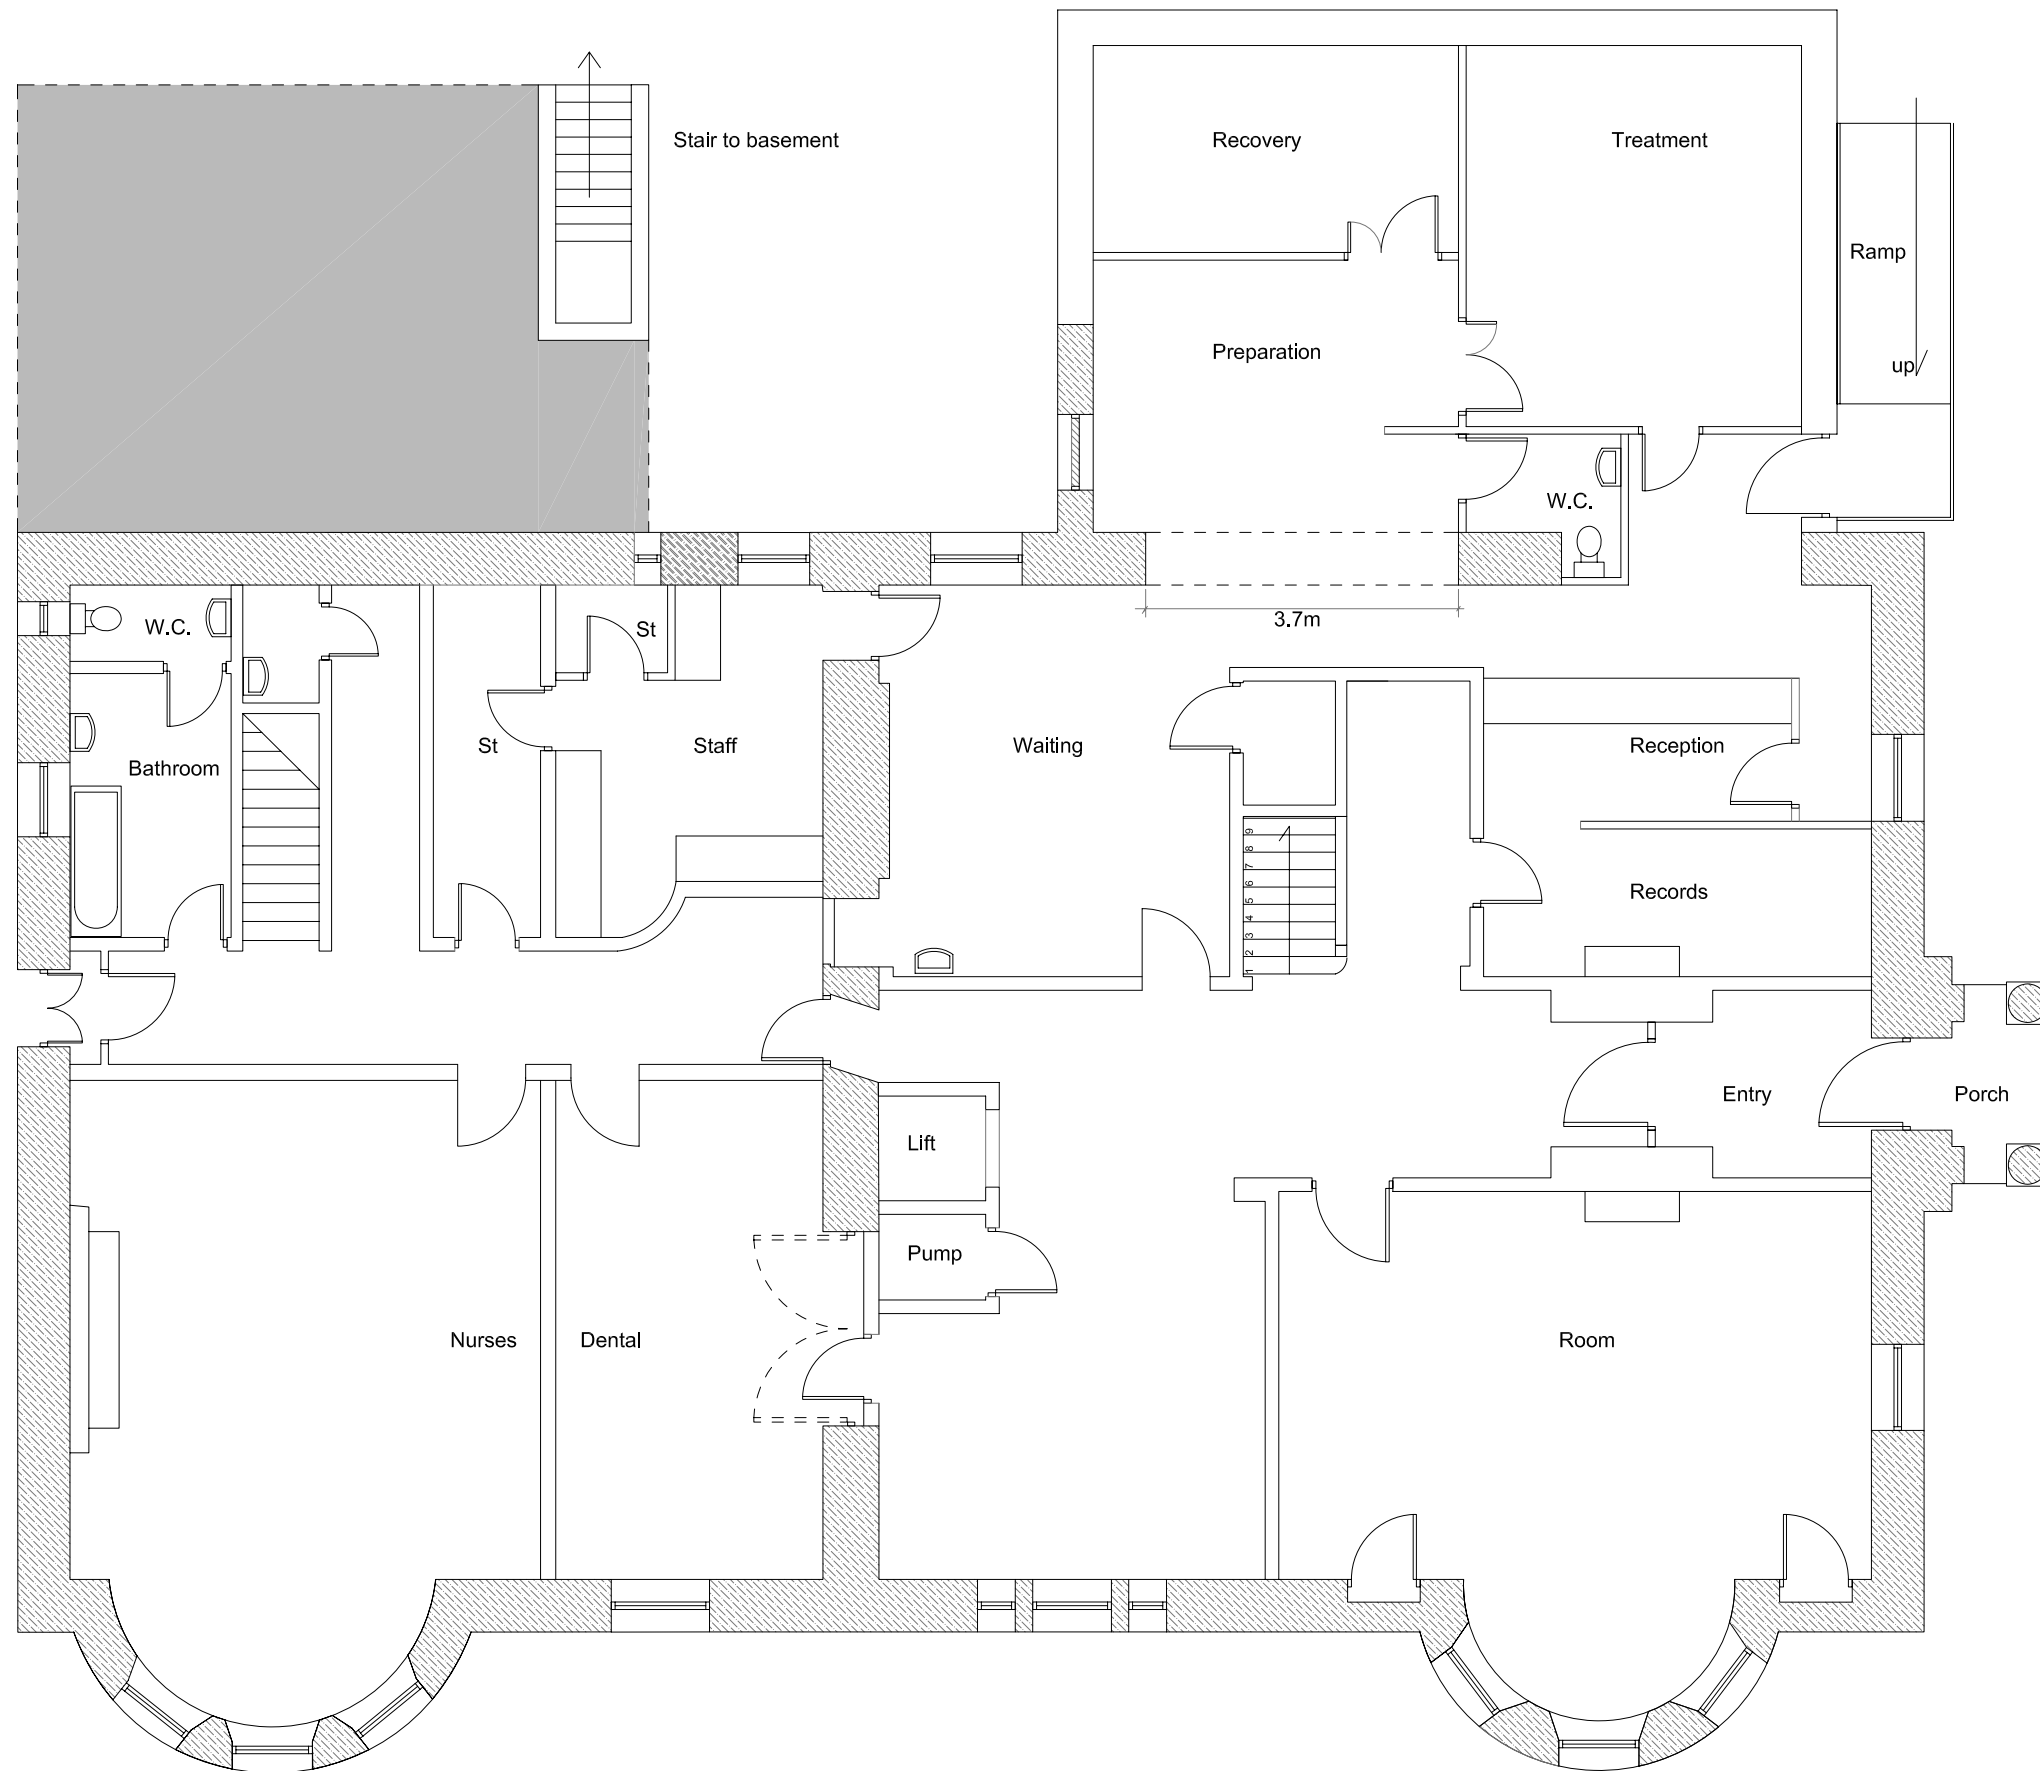 Stair to basement
Recovery
Treatment
Ramp
Preparation
up
W.C.
3.7m
W.C.
St
St
Staff
Waiting
Reception
Bathroom
9
8
7
6
5
4
3
2
1
Records
Entry
Porch
Lift
Pump
Nurses
Dental
Room